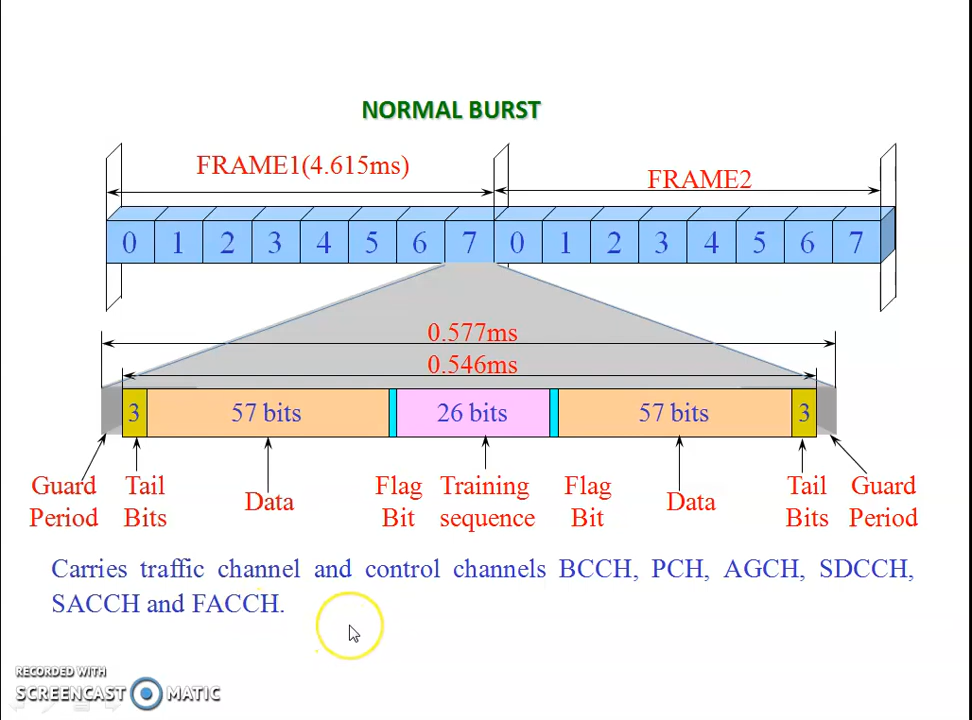 NORMAL BURST
FRAME1(4.615ms)
FRAME2
0 1 2 3 4 5 6 7 0 1 2 3 4 5 6 7
0.577ms
0.546ms
3 57 bits 26 bits 57 bits 3
Guard Period
Tail Bits
Data
Flag Bit
Training sequence
Flag Bit
Data
Tail Bits
Guard Period
Carries traffic channel and control channels BCCH, PCH, AGCH, SDCCH,
SACCH and FACCH.
RECORDED WITH
SCREENCAST MATIC